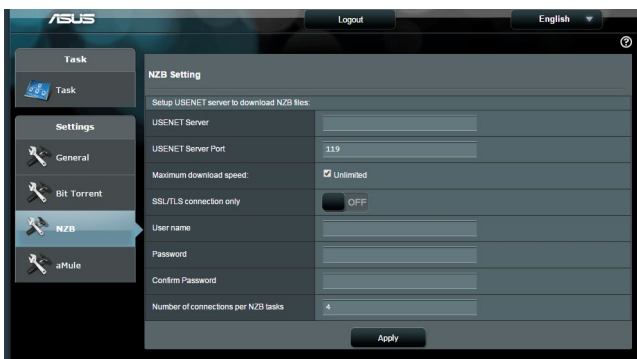 ASUS
Logout
English
?
Task
Task
Settings
General
Bit Torrent
NZB
aMule
NZB Setting
Setup USENET server to download NZB files:
USENET Server
USENET Server Port 119
Maximum download speed: Unlimited
SSL/TLS connection only OFF
User name
Password
Confirm Password
Number of connections per NZB tasks 4
Apply